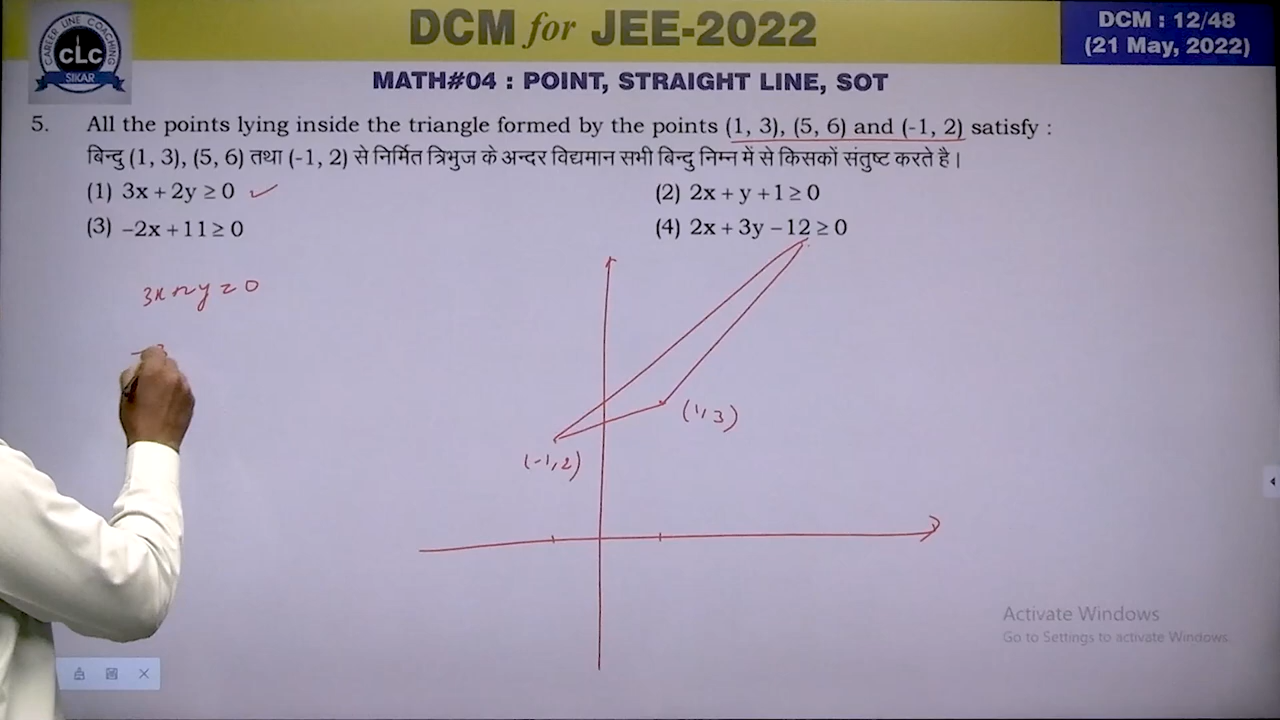 DCM for JEE-2022
DCM : 12/48
(21 May, 2022)
CAREER LINE COACHING
CLC
SIKAR
MATH#04 : POINT, STRAIGHT LINE, SOT
5. All the points lying inside the triangle formed by the points (1, 3), (5, 6) and (-1, 2) satisfy :
बिन्दु (1, 3), (5, 6) तथा (-1, 2) से निर्मित त्रिभुज के अन्दर विद्यमान सभी बिन्दु निम्न में से किसकों संतुष्ट करते है।
(1) 3x + 2y ≥ 0 ✓
(2) 2x + y + 1 ≥ 0
(3) –2x + 11 ≥ 0
(4) 2x + 3y – 12 ≥ 0
3x+2y ≥ 0
(1,3)
(-1,2)
Activate Windows
Go to Settings to activate Windows.